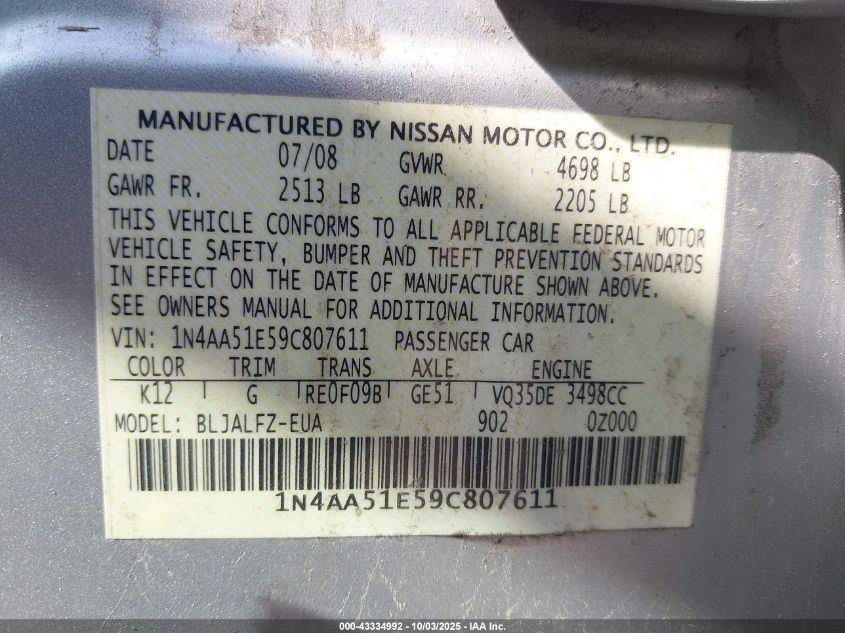 MANUFACTURED BY NISSAN MOTOR CO., LTD.
DATE 07/08 GVWR 4698 LB
GAWR FR. 2513 LB GAWR RR. 2205 LB
THIS VEHICLE CONFORMS TO ALL APPLICABLE FEDERAL MOTOR
VEHICLE SAFETY, BUMPER AND THEFT PREVENTION STANDARDS
IN EFFECT ON THE DATE OF MANUFACTURE SHOWN ABOVE.
SEE OWNERS MANUAL FOR ADDITIONAL INFORMATION.
VIN: 1N4AA51E59C807611 PASSENGER CAR
COLOR TRIM TRANS AXLE ENGINE
K12 G RE0F09B GE51 VQ35DE 3498CC
MODEL: BLJALFZ-EUA 902 0Z000
1N4AA51E59C807611
000-43334992 - 10/03/2025 - IAA Inc.